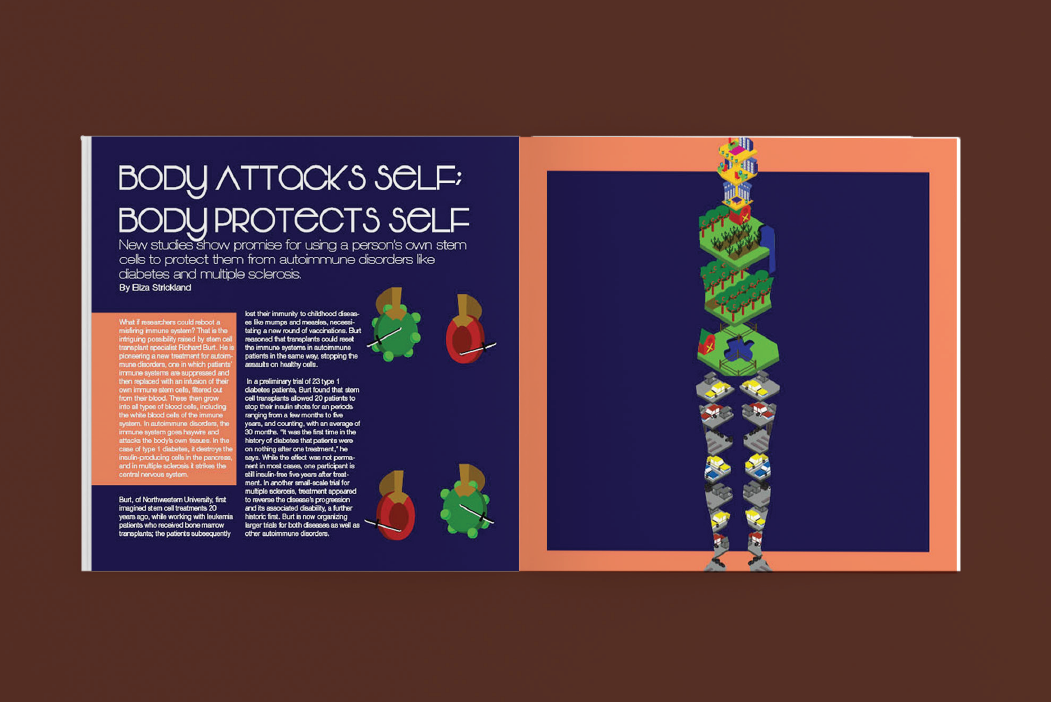 BODY ATTACKS SELF;
BODY PROTECTS SELF
New studies show promise for using a person's own stem
cells to protect them from autoimmune disorders like
diabetes and multiple sclerosis.
By Eliza Strickland
What if researchers could reboot a
misfiring immune system? That is the
intriguing possibility raised by stem cell
transplant specialist Richard Burt. He is
pioneering a new treatment for autoim-
mune disorders, one in which patients'
immune systems are suppressed and
then replaced with an infusion of their
own immune stem cells, filtered out
from their blood. These then grow
into all types of blood cells, including
the white blood cells of the immune
system. In autoimmune disorders, the
immune system goes haywire and
attacks the body's own tissues. In the
case of type 1 diabetes, it destroys the
insulin-producing cells in the pancreas,
and in multiple sclerosis it strikes the
central nervous system.
Burt, of Northwestern University, first
imagined stem cell treatments 20
years ago, while working with leukemia
patients who received bone marrow
transplants; the patients subsequently
lost their immunity to childhood diseas-
es like mumps and measles, necessi-
tating a new round of vaccinations. Burt
reasoned that transplants could reset
the immune systems in autoimmune
patients in the same way, stopping the
assaults on healthy cells.
In a preliminary trial of 23 type 1
diabetes patients, Burt found that stem
cell transplants allowed 20 patients to
stop their insulin shots for an periods
ranging from a few months to five
years, and counting, with an average of
30 months. "It was the first time in the
history of diabetes that patients were
on nothing after one treatment," he
says. While the effect was not perma-
nent in most cases, one participant is
still insulin-free five years after treat-
ment. In another small-scale trial for
multiple sclerosis, treatment appeared
to reverse the disease's progression
and its associated disability, a further
historic first. Burt is now organizing
larger trials for both diseases as well as
other autoimmune disorders.